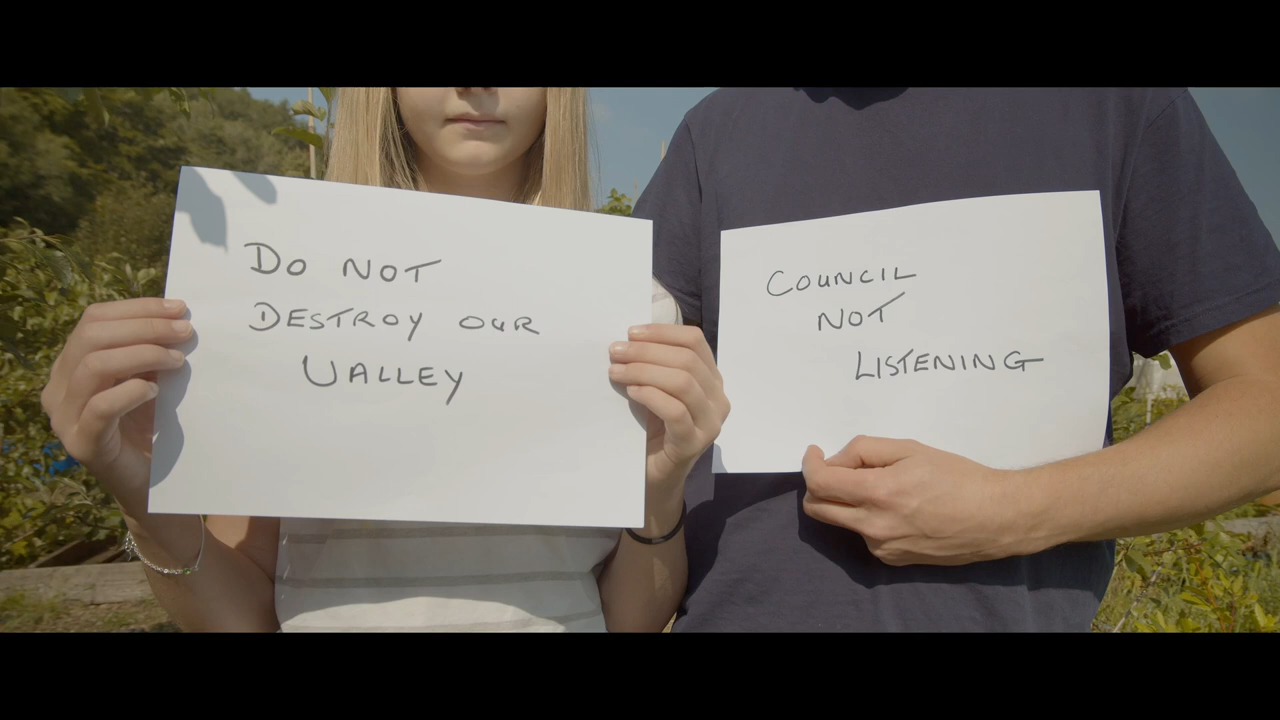 DO NOT
DESTROY OUR
VALLEY
COUNCIL
NOT
LISTENING